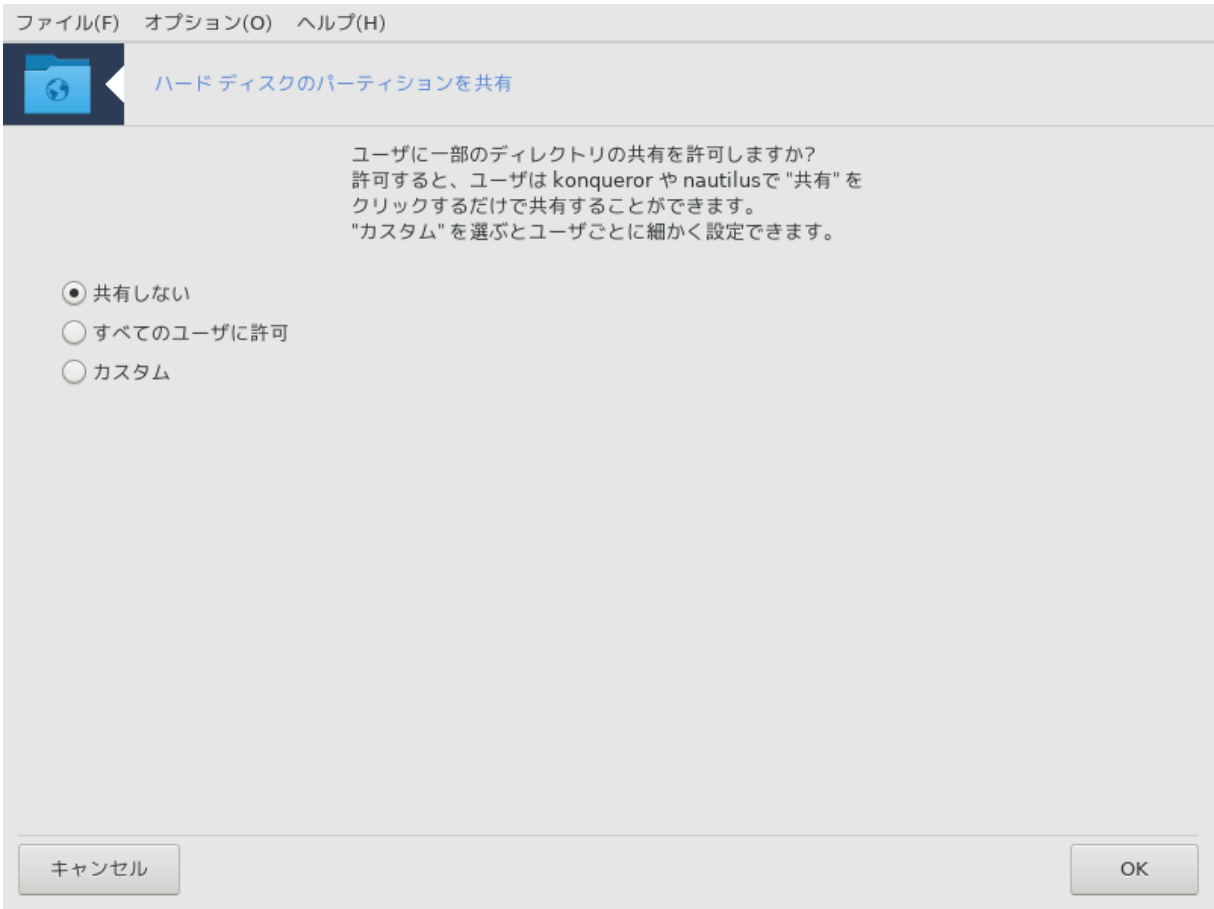 ファイル(F) オプション(O) ヘルプ(H)
ハード ディスクのパーティションを共有
ユーザに一部のディレクトリの共有を許可しますか?
許可すると、ユーザは konqueror や nautilusで "共有" を
クリックするだけで共有することができます。
"カスタム" を選ぶとユーザごとに細かく設定できます。
共有しない
すべてのユーザに許可
カスタム
キャンセル OK